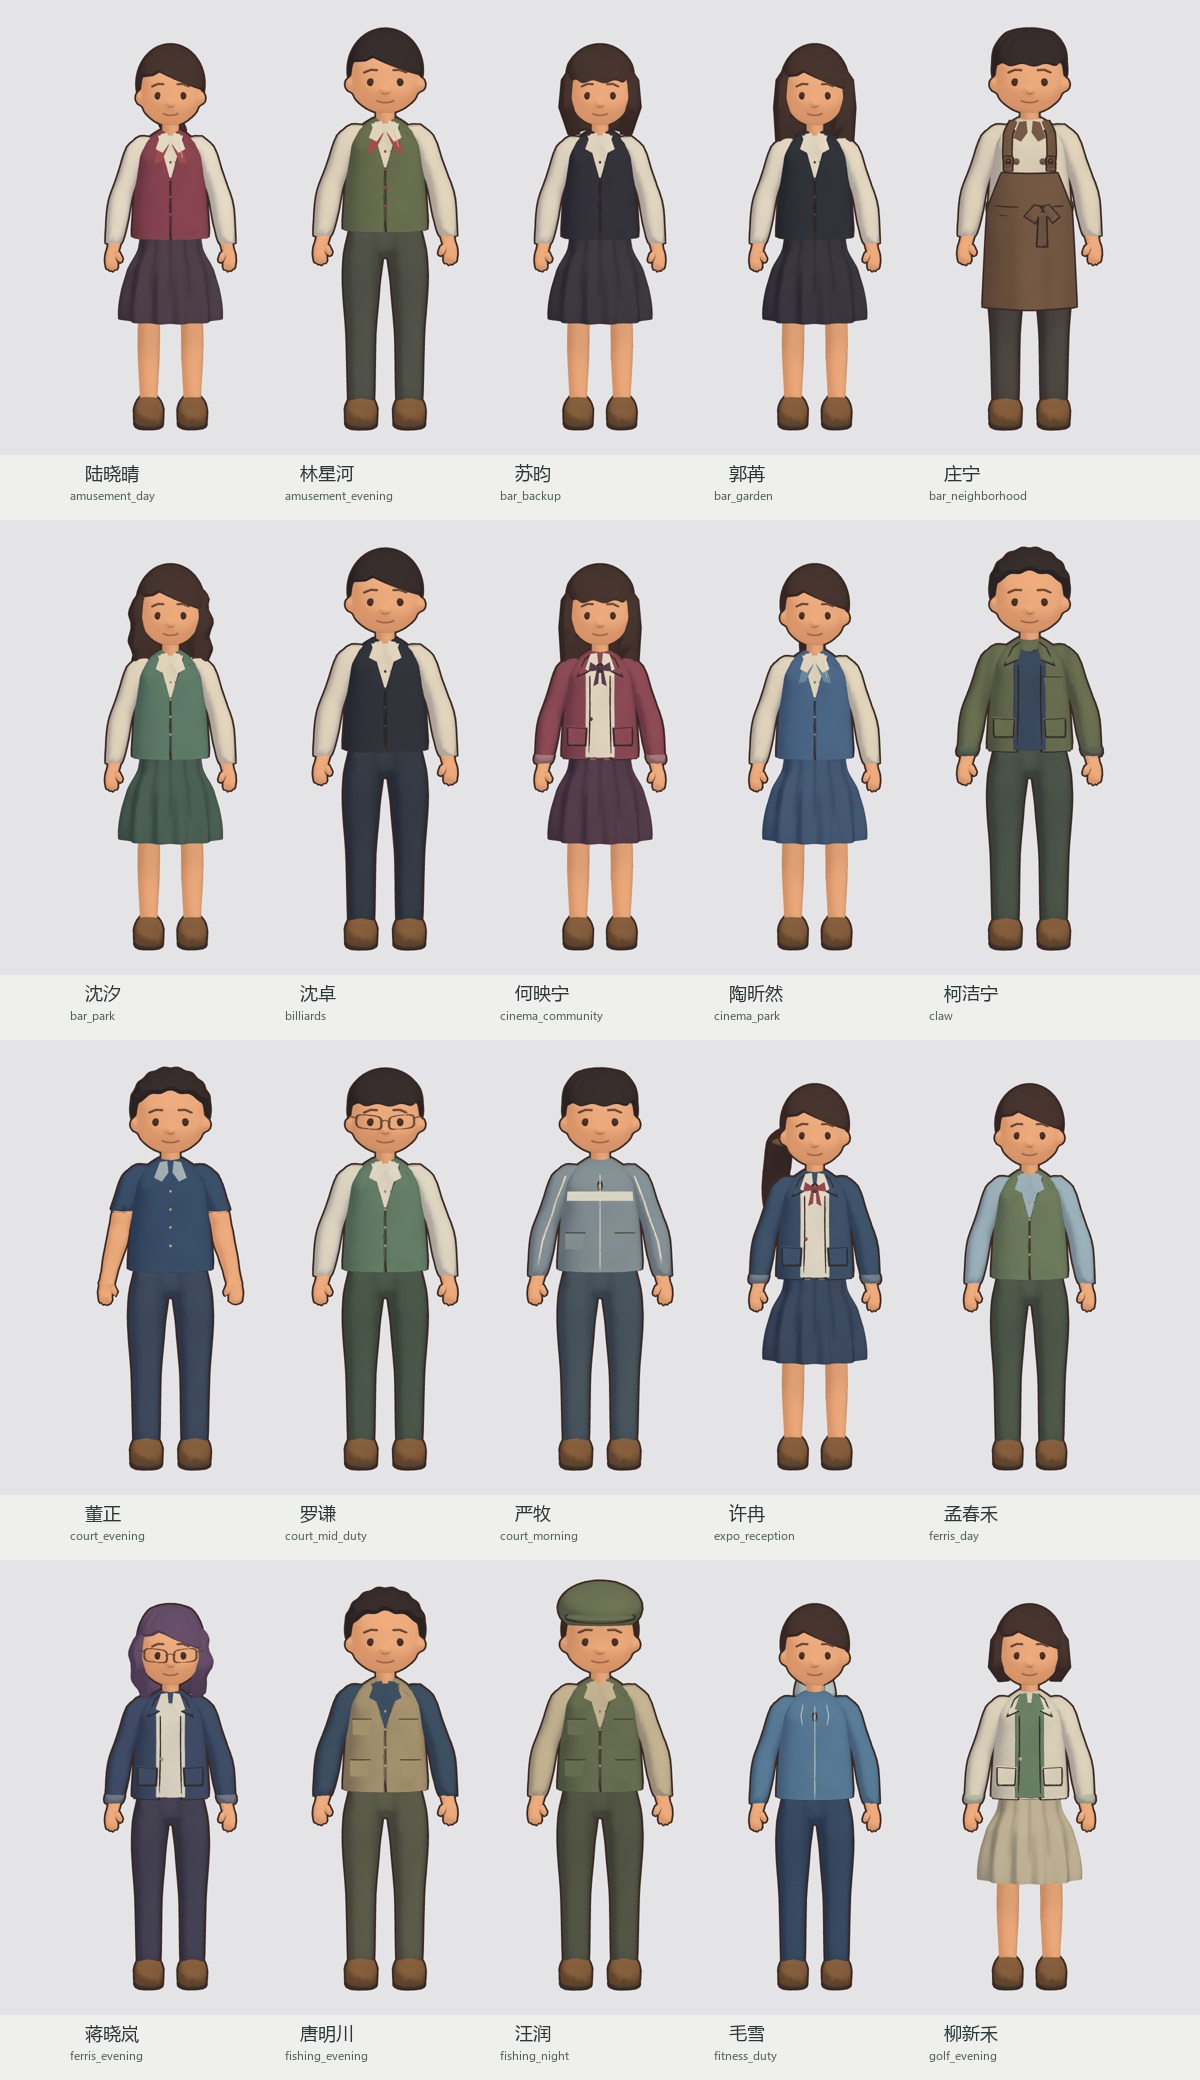 陆晓晴
amusement_day
林星河
amusement_evening
苏昀
bar_backup
郭苒
bar_garden
庄宁
bar_neighborhood
沈汐
bar_park
沈卓
billiards
何映宁
cinema_community
陶昕然
cinema_park
柯洁宁
claw
董正
court_evening
罗谦
court_mid_duty
严牧
court_morning
许冉
expo_reception
孟春禾
ferris_day
蒋晓岚
ferris_evening
唐明川
fishing_evening
汪润
fishing_night
毛雪
fitness_duty
柳新禾
golf_evening